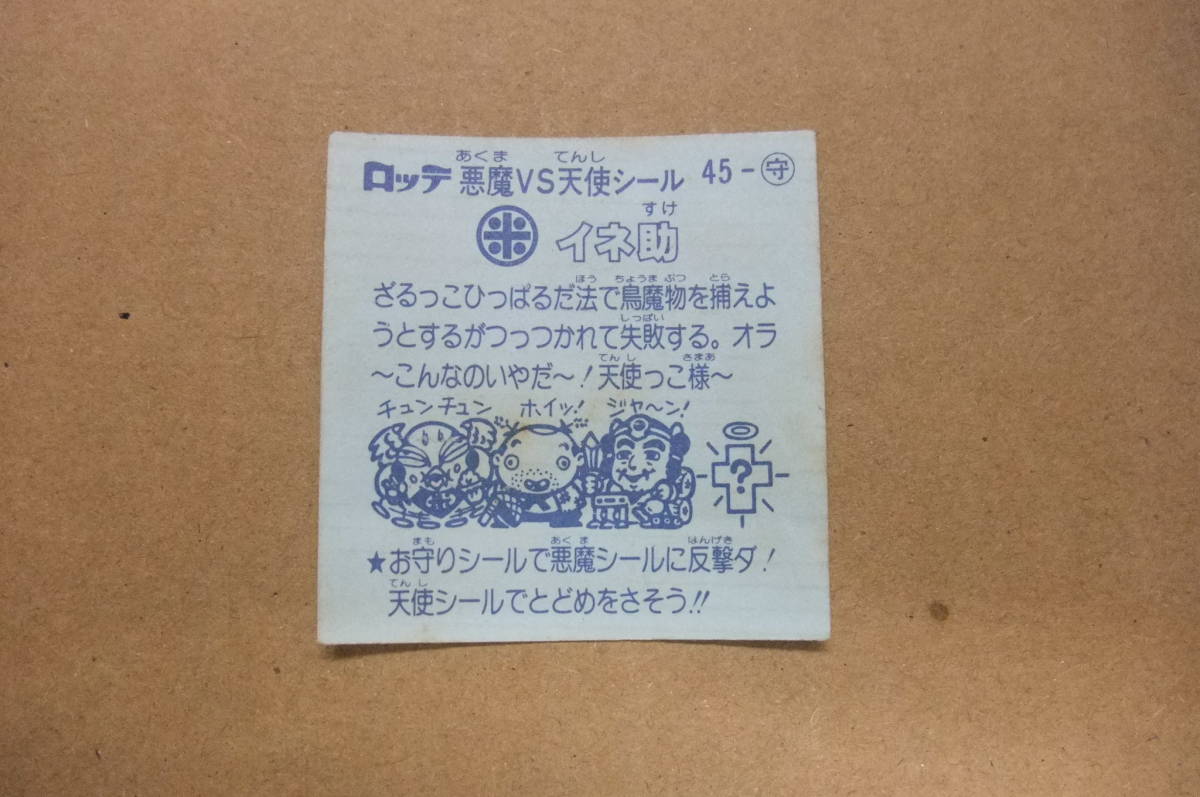 あくま てんし
ロッテ 悪魔VS天使シール 45-守
すけ
米 イネ助
ほう ちょうま ぶつ とら
ざるっこひっぱるだ法で鳥魔物を捕えよ
しっぱい
うとするがつっつかれて失敗する。オラ
てんし さまあ
〜こんなのいやだ〜!天使っこ様〜
チュンチュン ホイッ! ジャ〜ン!
?
まも あくま はんげき
★お守りシールで悪魔シールに反撃ダ!
てんし
天使シールでとどめをさそう!!